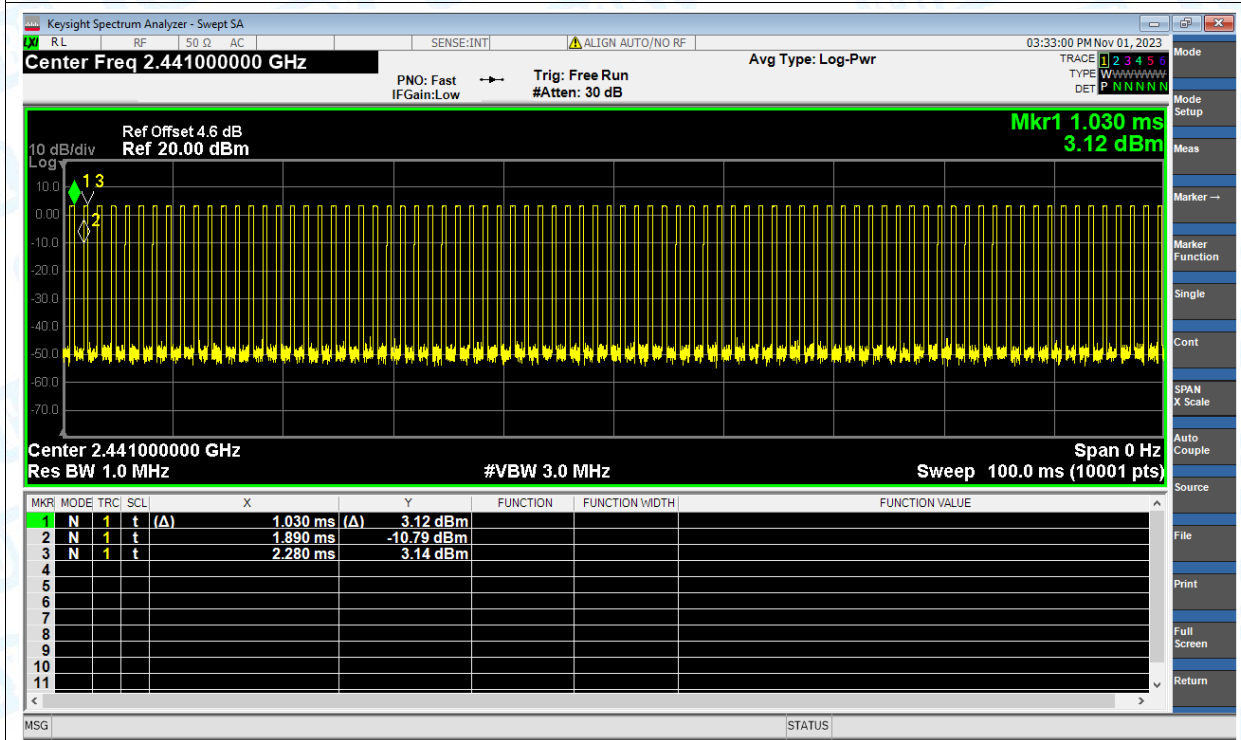 Keysight Spectrum Analyzer - Swept SA
LXI RL RF 50 Ω AC SENSE:INT ALIGN AUTO/NO RF 03:33:00 PM Nov 01, 2023
Center Freq 2.441000000 GHz
PNO: Fast
IFGain:Low
Trig: Free Run
#Atten: 30 dB
Avg Type: Log-Pwr
TRACE 1 2 3 4 5 6
TYPE WWWWWW
DET P N N N N N
Mkr1 1.030 ms
3.12 dBm
Ref Offset 4.6 dB
10 dB/div Ref 20.00 dBm
Log
10.0
0.00
-10.0
-20.0
-30.0
-40.0
-50.0
-60.0
-70.0
1 3
2
Center 2.441000000 GHz Span 0 Hz
Res BW 1.0 MHz #VBW 3.0 MHz Sweep 100.0 ms (10001 pts)
MKR MODE TRC SCL X Y FUNCTION FUNCTION WIDTH FUNCTION VALUE
1 N 1 t (Δ) 1.030 ms (Δ) 3.12 dBm
2 N 1 t 1.890 ms -10.79 dBm
3 N 1 t 2.280 ms 3.14 dBm
4
5
6
7
8
9
10
11
MSG STATUS
Mode
Mode
Setup
Meas
Marker →
Marker
Function
Single
Cont
SPAN
X Scale
Auto
Couple
Source
File
Print
Full
Screen
Return